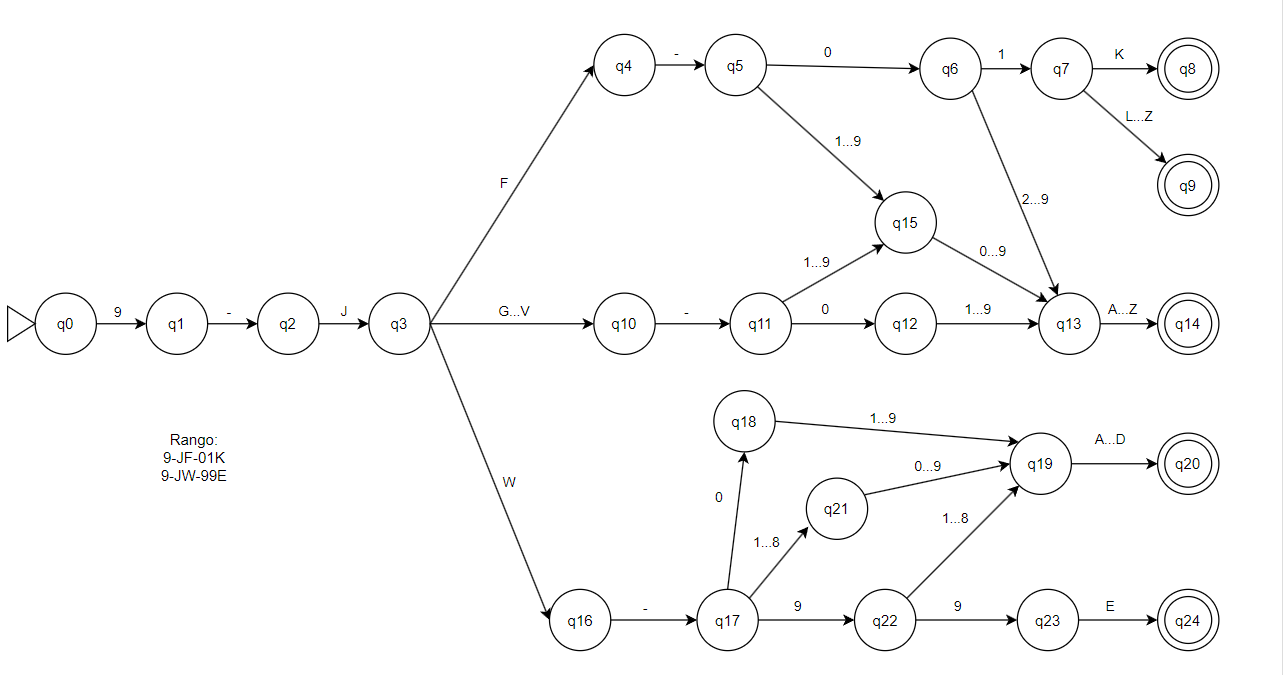 q4
-
q5
0
q6
1
q7
K
q8
L...Z
q9
1...9
F
2...9
q15
1...9
0...9
q0
9
q1
-
q2
J
q3
G...V
q10
-
q11
0
q12
1...9
q13
A...Z
q14
Rango:
9-JF-01K
9-JW-99E
W
q18
1...9
0
q21
0...9
q19
A...D
q20
1...8
1...8
q16
-
q17
9
q22
9
q23
E
q24